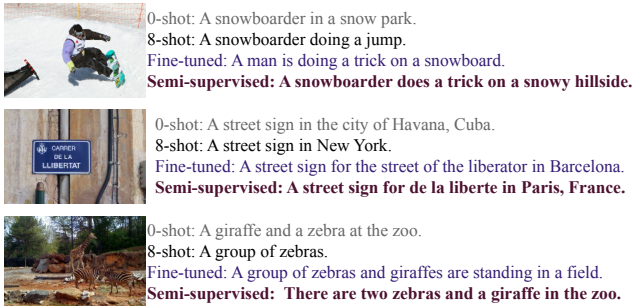 0-shot: A snowboarder in a snow park.
8-shot: A snowboarder doing a jump.
Fine-tuned: A man is doing a trick on a snowboard.
Semi-supervised: A snowboarder does a trick on a snowy hillside.
CARRER
DE LA
LLIBERTAT
0-shot: A street sign in the city of Havana, Cuba.
8-shot: A street sign in New York.
Fine-tuned: A street sign for the street of the liberator in Barcelona.
Semi-supervised: A street sign for de la liberte in Paris, France.
0-shot: A giraffe and a zebra at the zoo.
8-shot: A group of zebras.
Fine-tuned: A group of zebras and giraffes are standing in a field.
Semi-supervised: There are two zebras and a giraffe in the zoo.